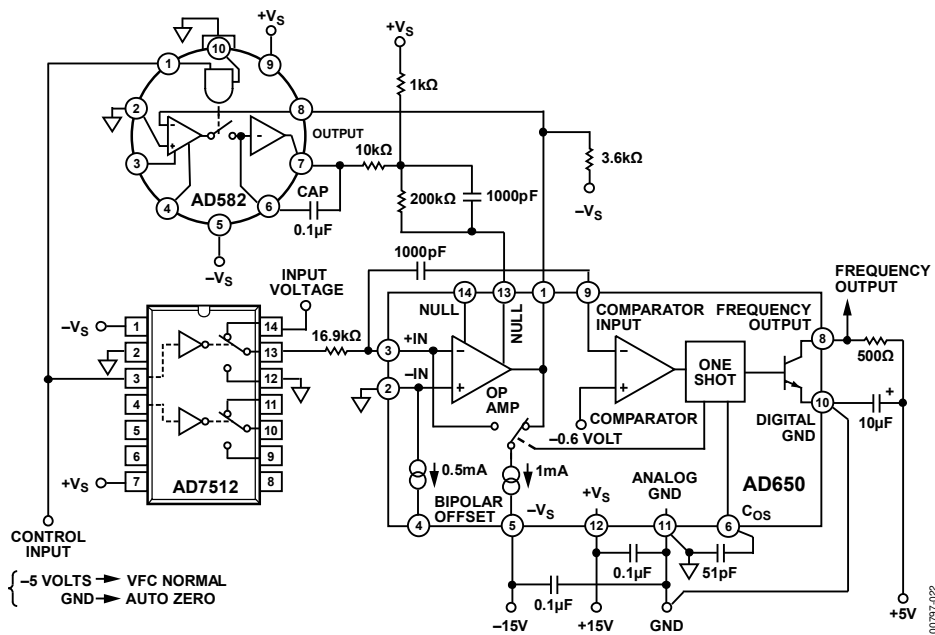 +VS
+VS
10
1
9
2
8
1kΩ
OUTPUT
3
7
10kΩ
3.6kΩ
AD582
CAP
200kΩ
1000pF
–VS
4
6
0.1µF
5
–VS
1000pF
INPUT
VOLTAGE
FREQUENCY
OUTPUT
14
13
1
9
NULL
NULL
COMPARATOR
INPUT
FREQUENCY
OUTPUT
–VS
1
14
16.9kΩ
3
+IN
8
2
13
500Ω
3
12
2
–IN
OP
AMP
ONE
SHOT
4
11
COMPARATOR
DIGITAL
GND
10
10µF
+
5
10
–0.6 VOLT
6
9
0.5mA
1mA
ANALOG
GND
AD650
+VS
7
8
AD7512
BIPOLAR
OFFSET
–VS
+VS
COS
4
5
12
11
6
CONTROL
INPUT
0.1µF
51pF
–5 VOLTS
VFC NORMAL
GND
AUTO ZERO
0.1µF
–15V
+15V
GND
+5V
00797-022